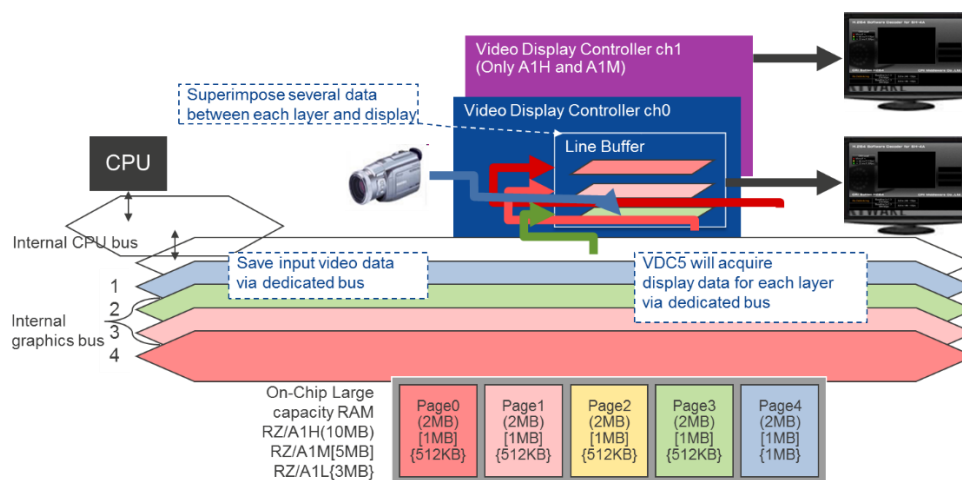 Video Display Controller ch1
(Only A1H and A1M)
Superimpose several data
between each layer and display
Video Display Controller ch0
Line Buffer
CPU
Internal CPU bus
Save input video data
via dedicated bus
VDC5 will acquire
display data for each layer
via dedicated bus
1
2
3
4
Internal
graphics bus
On-Chip Large
capacity RAM
RZ/A1H(10MB)
RZ/A1M[5MB]
RZ/A1L{3MB}
Page0
(2MB)
[1MB]
{512KB}
Page1
(2MB)
[1MB]
{512KB}
Page2
(2MB)
[1MB]
{512KB}
Page3
(2MB)
[1MB]
{512KB}
Page4
(2MB)
[1MB]
{1MB}